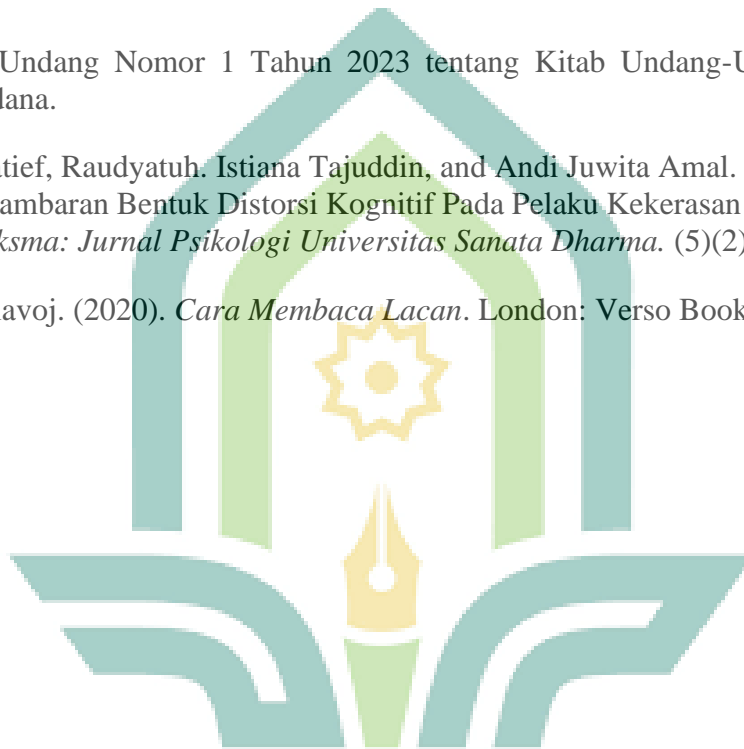 Undang Nomor 1 Tahun 2023 tentang Kitab Undang-U
dana.
atief, Raudyatuh. Istiana Tajuddin, and Andi Juwita Amal.
ambaran Bentuk Distorsi Kognitif Pada Pelaku Kekerasan
ksma: Jurnal Psikologi Universitas Sanata Dharma. (5)(2)
avoj. (2020). Cara Membaca Lacan. London: Verso Book